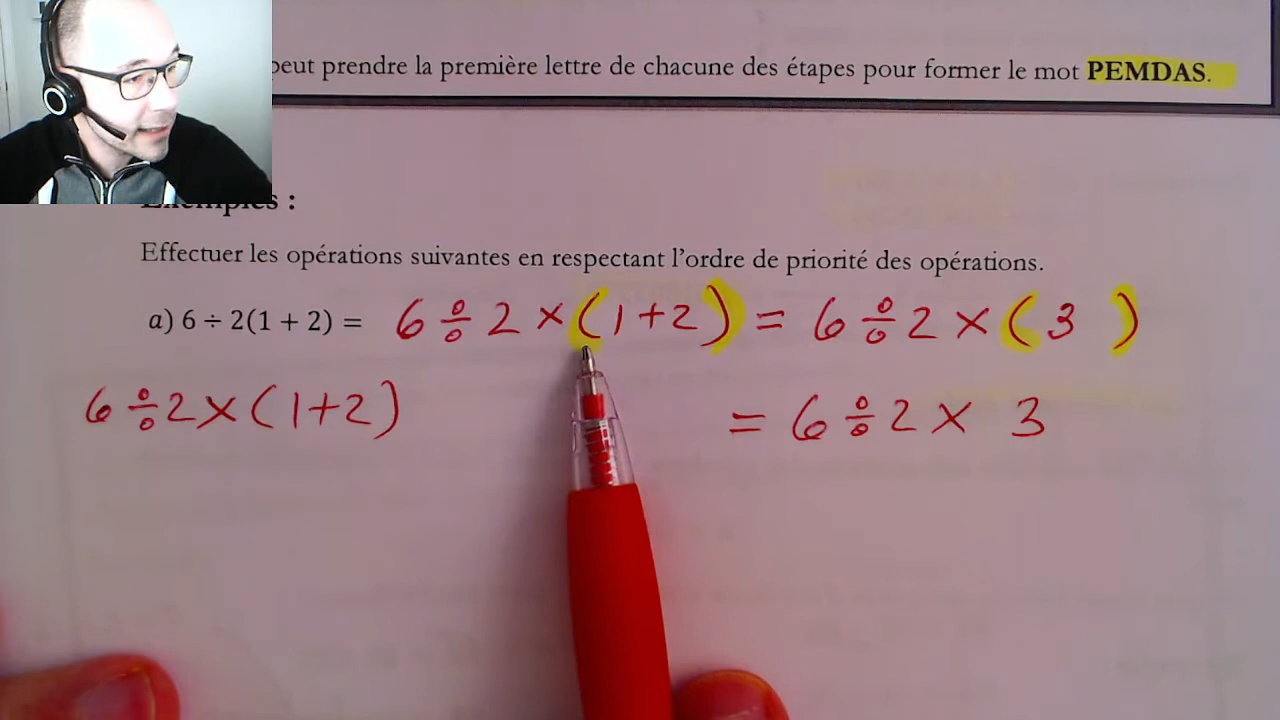 peut prendre la première lettre de chacune des étapes pour former le mot PEMDAS.
Exemples :
Effectuer les opérations suivantes en respectant l'ordre de priorité des opérations.
a) 6 ÷ 2(1 + 2) = 6 ÷ 2 × (1+2) = 6 ÷ 2 × (3 )
6 ÷ 2 × (1+2)
= 6 ÷ 2 × 3